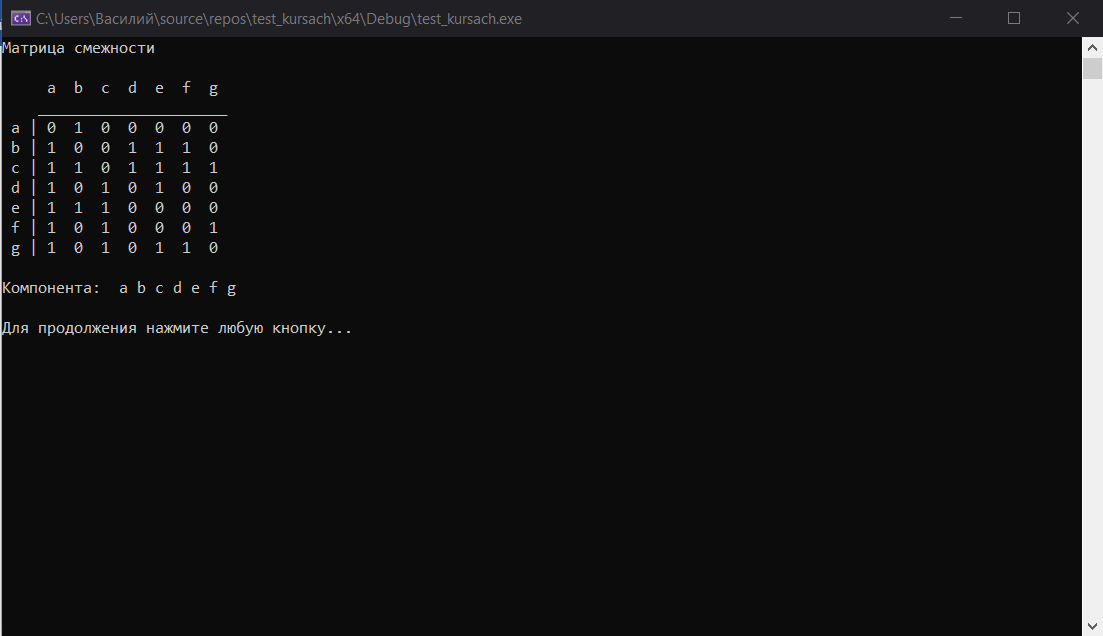 C:\Users\Василий\source\repos\test_kursach\x64\Debug\test_kursach.exe
Матрица смежности
a b c d e f g
_____________________
a | 0 1 0 0 0 0 0
b | 1 0 0 1 1 1 0
c | 1 1 0 1 1 1 1
d | 1 0 1 0 1 0 0
e | 1 1 1 0 0 0 0
f | 1 0 1 0 0 0 1
g | 1 0 1 0 1 1 0
Компонента: a b c d e f g
Для продолжения нажмите любую кнопку...